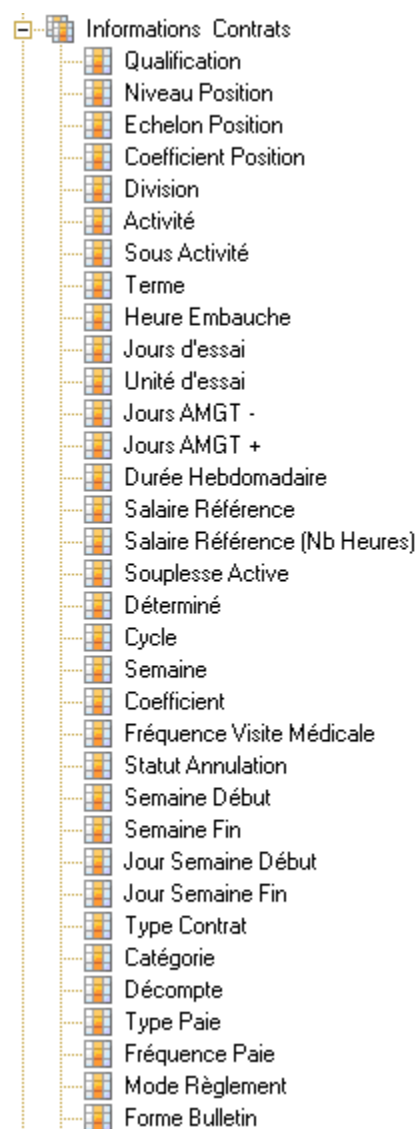 Informations Contrats
Qualification
Niveau Position
Echelon Position
Coefficient Position
Division
Activité
Sous Activité
Terme
Heure Embauche
Jours d'essai
Unité d'essai
Jours AMGT -
Jours AMGT +
Durée Hebdomadaire
Salaire Référence
Salaire Référence (Nb Heures)
Souplesse Active
Déterminé
Cycle
Semaine
Coefficient
Fréquence Visite Médicale
Statut Annulation
Semaine Début
Semaine Fin
Jour Semaine Début
Jour Semaine Fin
Type Contrat
Catégorie
Décompte
Type Paie
Fréquence Paie
Mode Règlement
Forme Bulletin